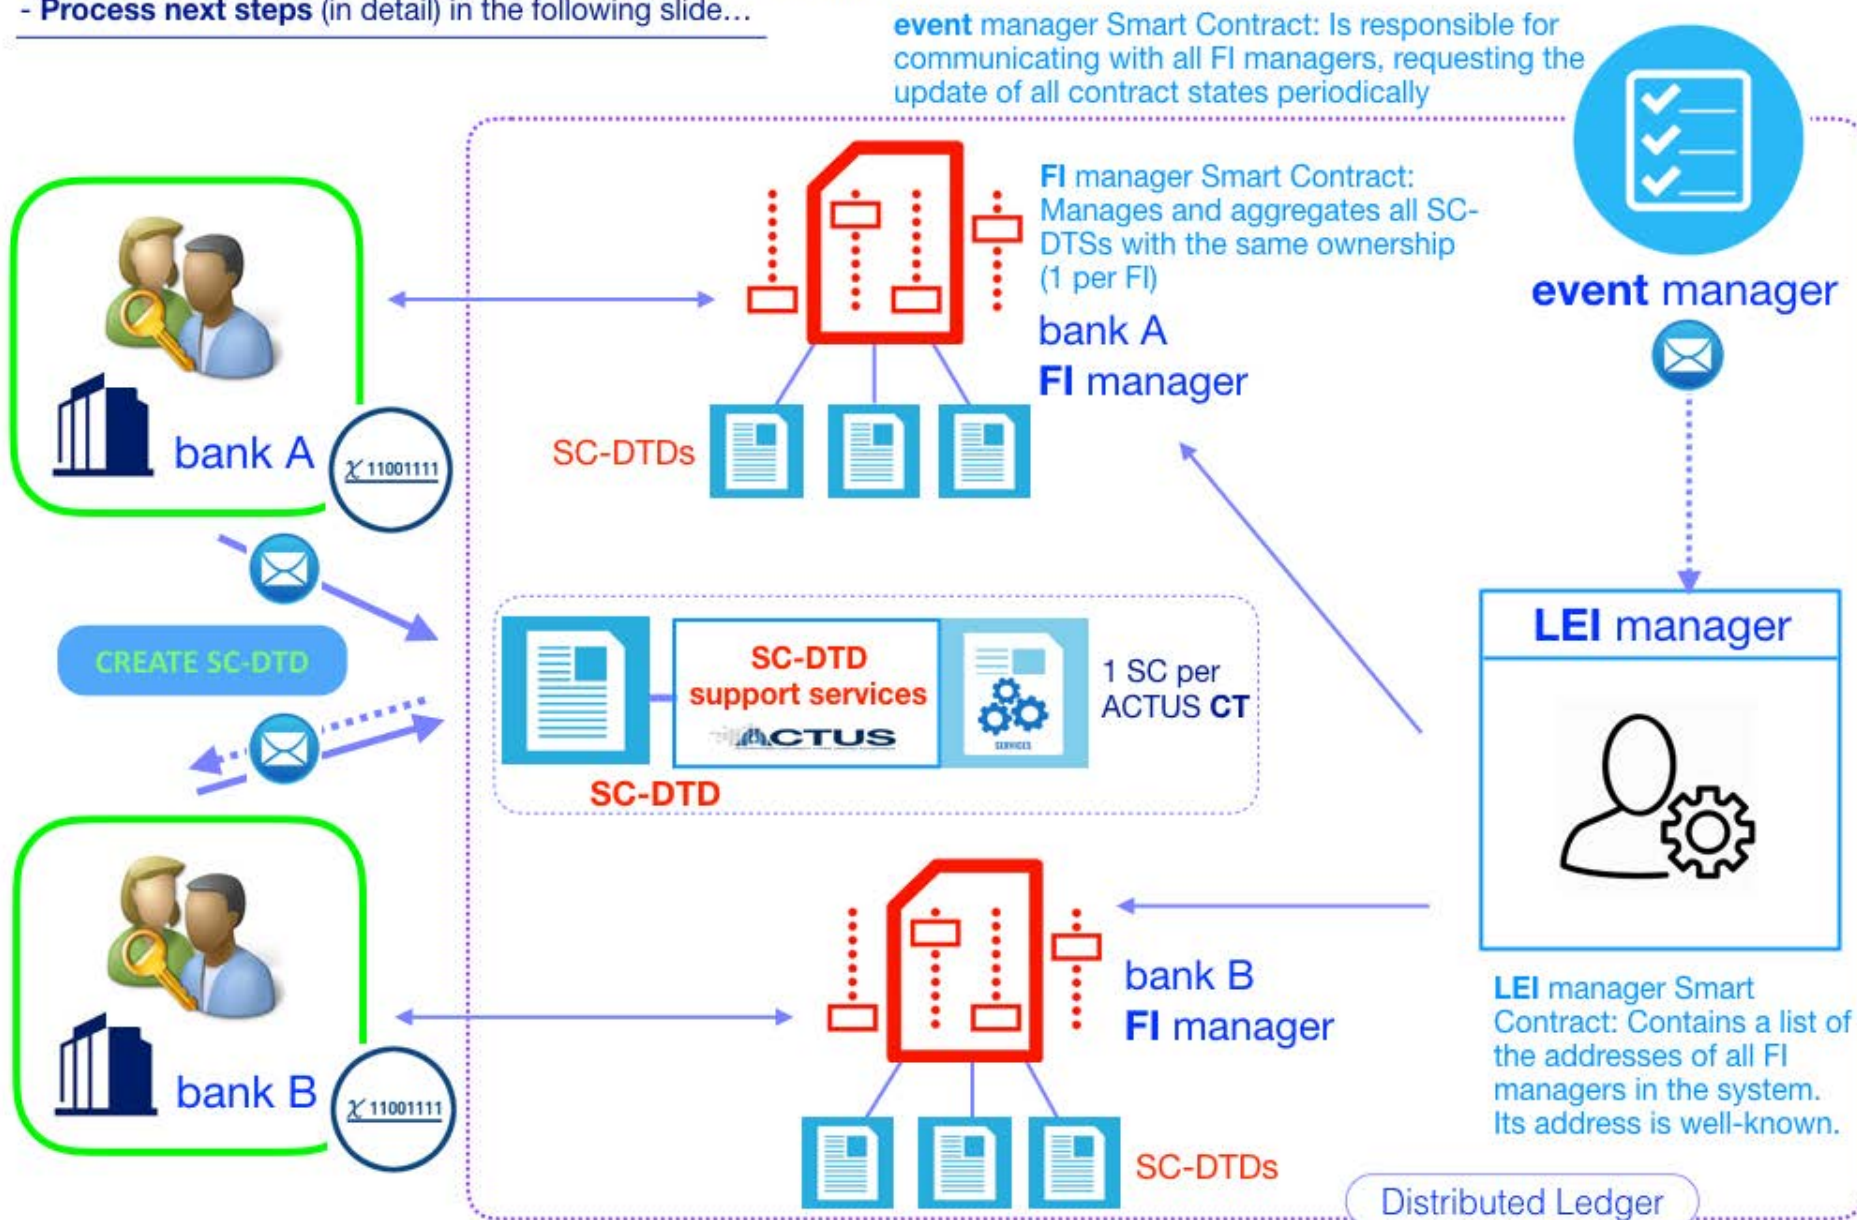 - Process next steps (in detail) in the following slide…
event manager Smart Contract: Is responsible for
communicating with all FI managers, requesting the
update of all contract states periodically
FI manager Smart Contract:
Manages and aggregates all SC-
DTSs with the same ownership
(1 per FI)
event manager
bank A
FI manager
bank A
χ 11001111
SC-DTDs
CREATE SC-DTD
SC-DTD
support services
ACTUS
SERVICES
1 SC per
ACTUS CT
SC-DTD
LEI manager
bank B
FI manager
LEI manager Smart
Contract: Contains a list of
the addresses of all FI
managers in the system.
Its address is well-known.
bank B
χ 11001111
SC-DTDs
Distributed Ledger